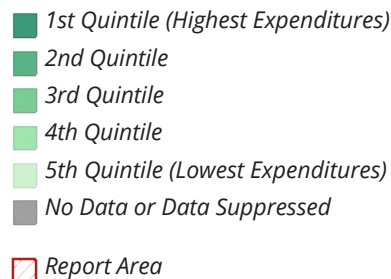 1st Quintile (Highest Expenditures)
2nd Quintile
3rd Quintile
4th Quintile
5th Quintile (Lowest Expenditures)
No Data or Data Suppressed
Report Area